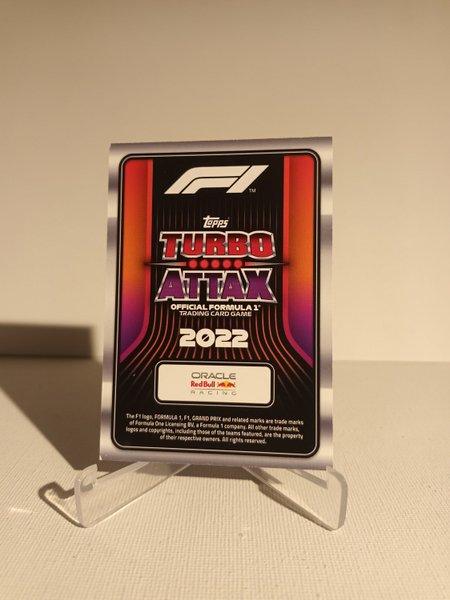 F1 ™
Topps
TURBO
ATTAX
OFFICIAL FORMULA 1®
TRADING CARD GAME
2022
ORACLE
Red Bull
RACING
The F1 logo, FORMULA 1, F1, GRAND PRIX and related marks are trade marks
of Formula One Licensing BV, a Formula 1 company. All other trade marks,
logos and copyrights, including those of the teams featured, are the property
of their respective owners. All rights reserved.